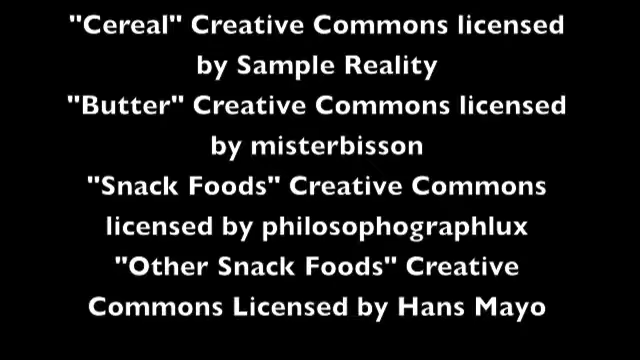 "Cereal" Creative Commons licensed
by Sample Reality
"Butter" Creative Commons licensed
by misterbisson
"Snack Foods" Creative Commons
licensed by philosophographlux
"Other Snack Foods" Creative
Commons Licensed by Hans Mayo